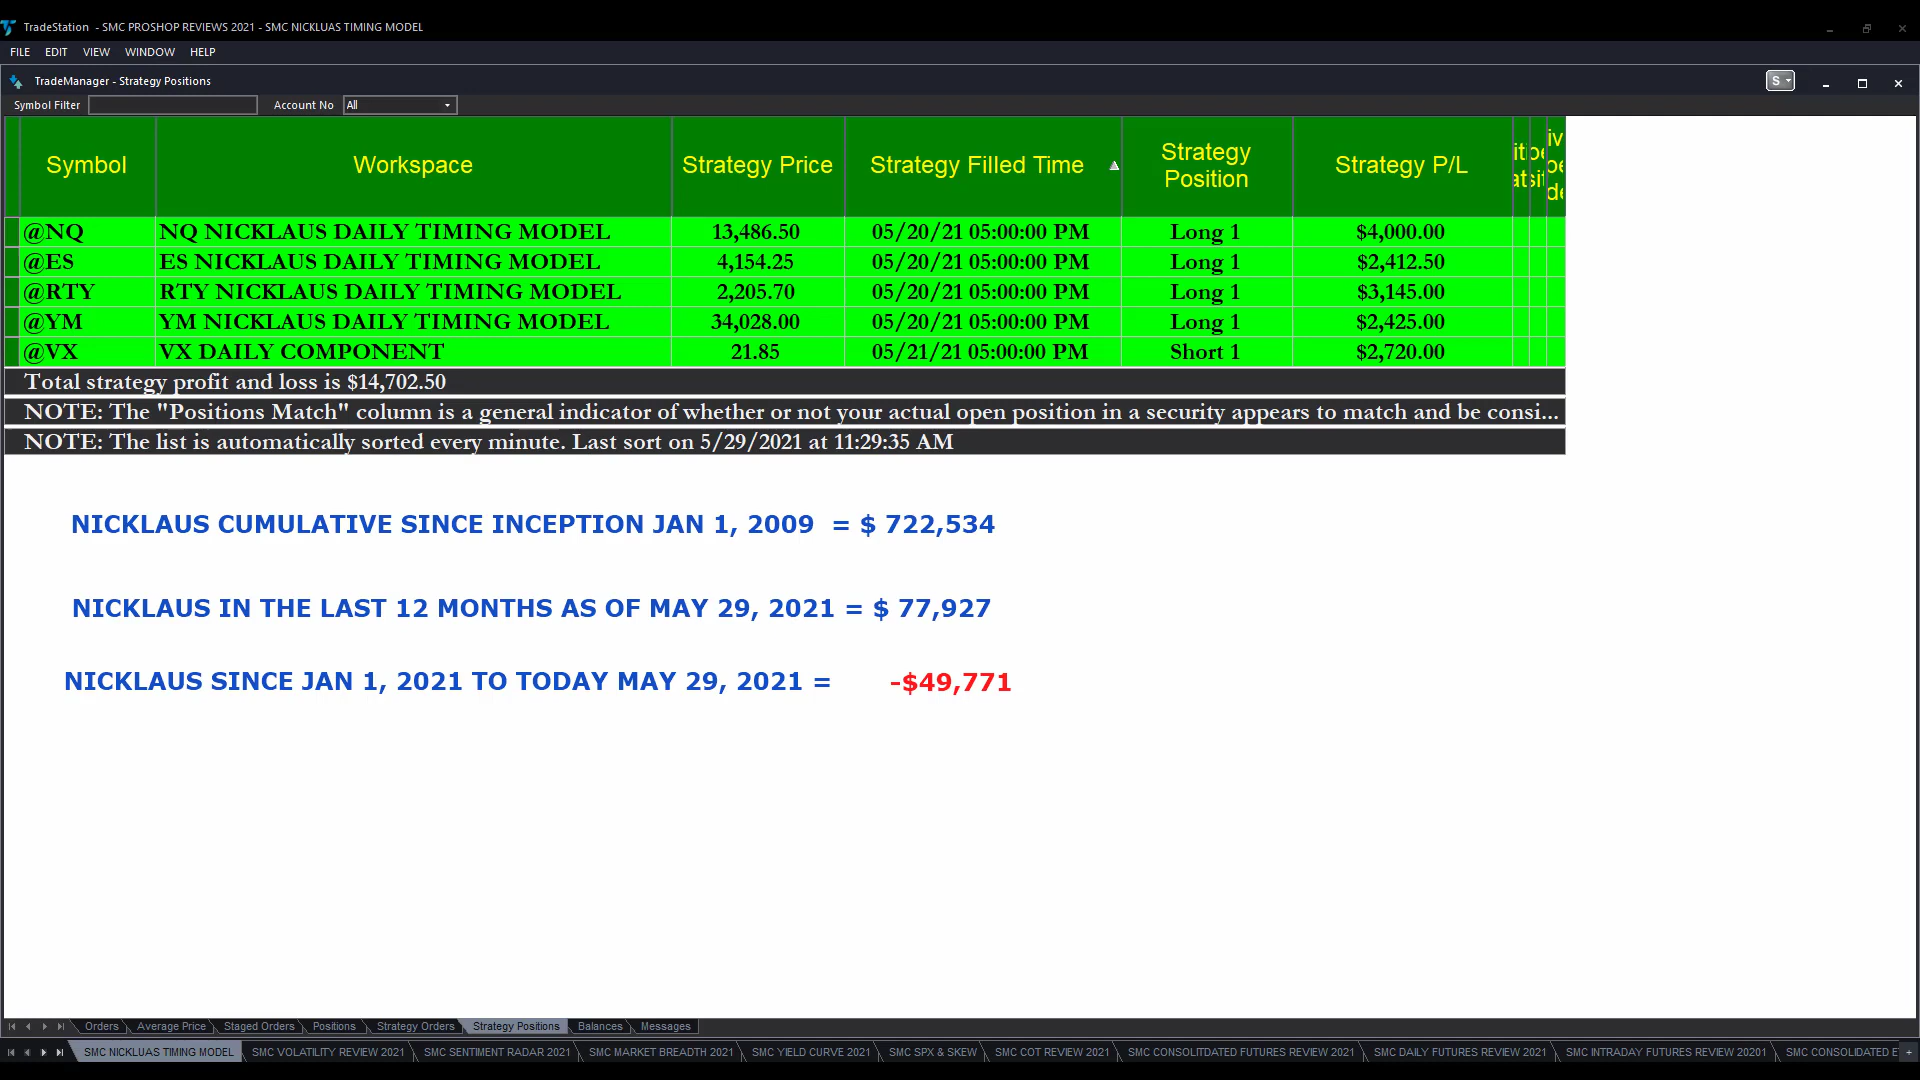 TradeStation - SMC PROSHOP REVIEWS 2021 - SMC NICKLUAS TIMING MODEL
FILE EDIT VIEW WINDOW HELP
TradeManager - Strategy Positions
S
Symbol Filter Account No All
Symbol Workspace Strategy Price Strategy Filled Time Strategy Position Strategy P/L
@NQ NQ NICKLAUS DAILY TIMING MODEL 13,486.50 05/20/21 05:00:00 PM Long 1 $4,000.00
@ES ES NICKLAUS DAILY TIMING MODEL 4,154.25 05/20/21 05:00:00 PM Long 1 $2,412.50
@RTY RTY NICKLAUS DAILY TIMING MODEL 2,205.70 05/20/21 05:00:00 PM Long 1 $3,145.00
@YM YM NICKLAUS DAILY TIMING MODEL 34,028.00 05/20/21 05:00:00 PM Long 1 $2,425.00
@VX VX DAILY COMPONENT 21.85 05/21/21 05:00:00 PM Short 1 $2,720.00
Total strategy profit and loss is $14,702.50
NOTE: The "Positions Match" column is a general indicator of whether or not your actual open position in a security appears to match and be consi...
NOTE: The list is automatically sorted every minute. Last sort on 5/29/2021 at 11:29:35 AM
NICKLAUS CUMULATIVE SINCE INCEPTION JAN 1, 2009 = $ 722,534
NICKLAUS IN THE LAST 12 MONTHS AS OF MAY 29, 2021 = $ 77,927
NICKLAUS SINCE JAN 1, 2021 TO TODAY MAY 29, 2021 = -$49,771
Orders Average Price Staged Orders Positions Strategy Orders Strategy Positions Balances Messages
SMC NICKLUAS TIMING MODEL SMC VOLATILITY REVIEW 2021 SMC SENTIMENT RADAR 2021 SMC MARKET BREADTH 2021 SMC YIELD CURVE 2021 SMC SPX & SKEW SMC COT REVIEW 2021 SMC CONSOLITDATED FUTURES REVIEW 2021 SMC DAILY FUTURES REVIEW 2021 SMC INTRADAY FUTURES REVIEW 20201 SMC CONSOLIDATED E